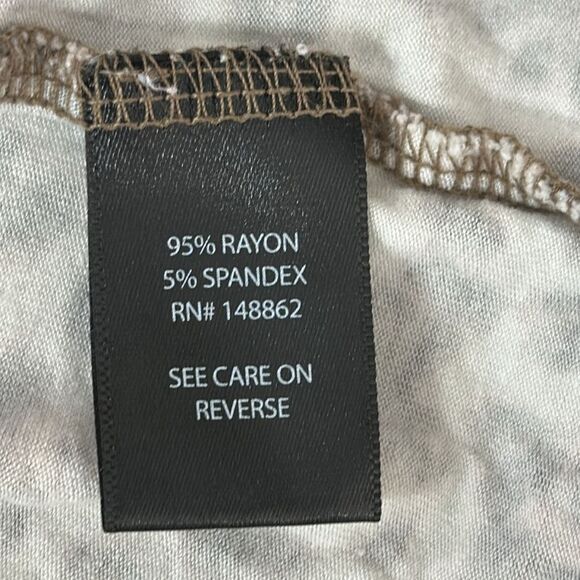 95% RAYON
5% SPANDEX
RN# 148862
SEE CARE ON
REVERSE